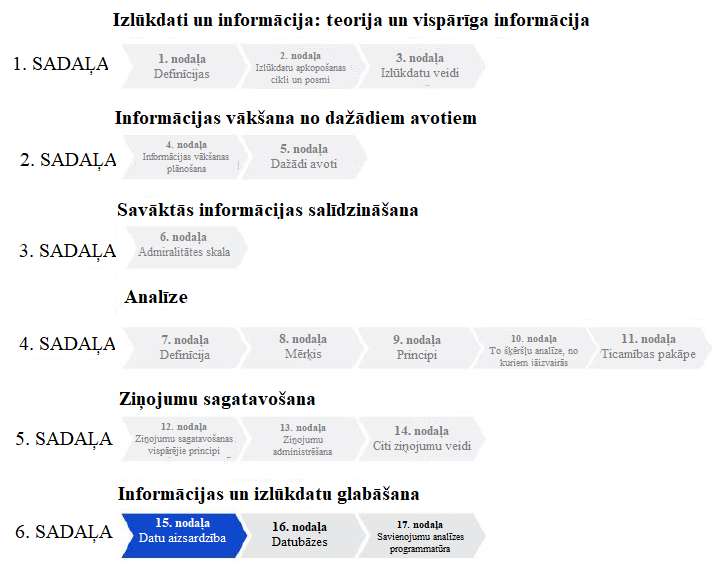 Izlūkdati un informācija: teorija un vispārīga informācija
1. SADAĻA
1. nodaļa
Definīcijas
2. nodaļa
Izlūkdatu apkopošanas
cikli un posmi
3. nodaļa
Izlūkdatu veidi
Informācijas vākšana no dažādiem avotiem
2. SADAĻA
4. nodaļa
Informācijas vākšanas
plānošana
5. nodaļa
Dažādi avoti
Savāktās informācijas salīdzināšana
3. SADAĻA
6. nodaļa
Admiralitātes skala
Analīze
4. SADAĻA
7. nodaļa
Definīcija
8. nodaļa
Mērķis
9. nodaļa
Principi
10. nodaļa
To šķēršļu analīze, no
kuriem jāizvairās
11. nodaļa
Ticamības pakāpe
Ziņojumu sagatavošana
5. SADAĻA
12. nodaļa
Ziņojumu sagatavošanas
vispārējie principi
13. nodaļa
Ziņojumu
administrēšana
14. nodaļa
Citi ziņojumu veidi
Informācijas un izlūkdatu glabāšana
6. SADAĻA
15. nodaļa
Datu aizsardzība
16. nodaļa
Datubāzes
17. nodaļa
Savienojumu analīzes
programmatūra